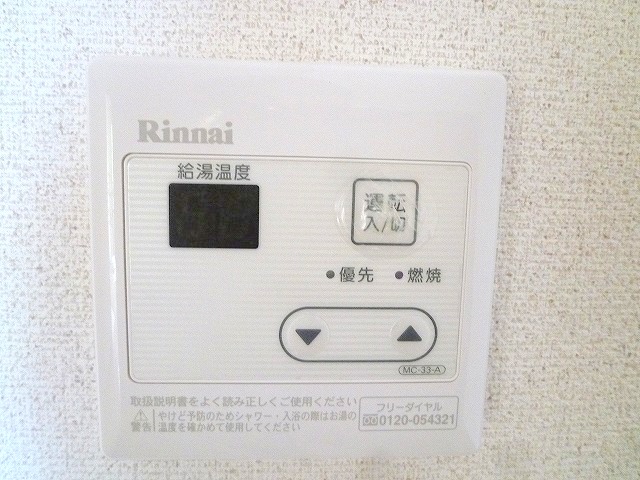 Rinnai
給湯温度
運転
入/切
優先 燃焼
MC-33-A
取扱説明書をよく読み正しくご使用ください
警告 やけど予防のためシャワー・入浴の際はお湯の
温度を確かめて使用してください
フリーダイヤル
0120-054321